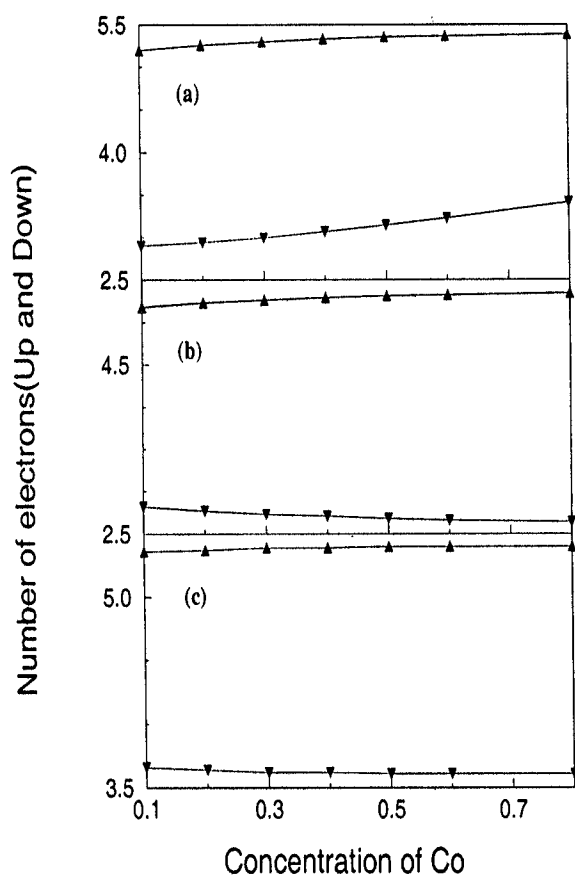 Number of electrons(Up and Down)
5.5
(a)
4.0
2.5
(b)
4.5
2.5
(c)
5.0
3.5
0.1 0.3 0.5 0.7
Concentration of Co